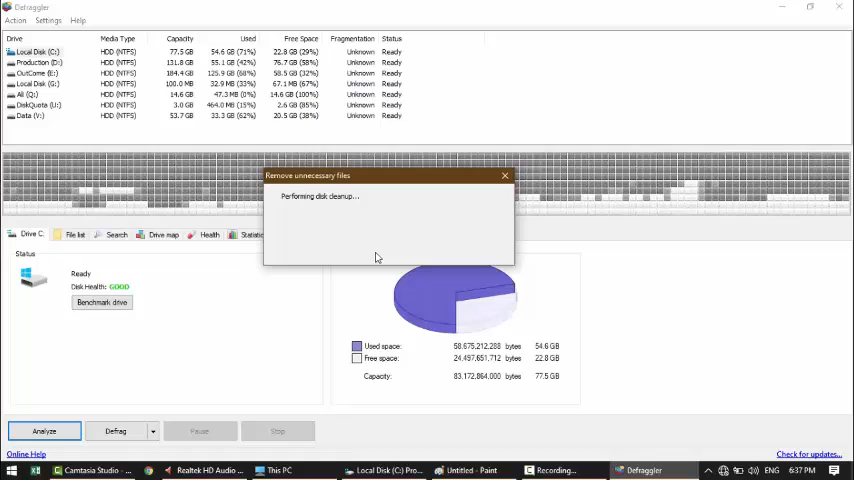 Defraggler
Action Settings Help
Drive Media Type Capacity Used Free Space Fragmentation Status
Local Disk (C:) HDD (NTFS) 77.5 GB 54.6 GB (71%) 22.8 GB (29%) Unknown Ready
Production (D:) HDD (NTFS) 131.8 GB 55.1 GB (42%) 76.7 GB (58%) Unknown Ready
OutCome (E:) HDD (NTFS) 184.4 GB 125.9 GB (68%) 58.5 GB (32%) Unknown Ready
Local Disk (G:) HDD (NTFS) 100.0 MB 32.9 MB (33%) 67.1 MB (67%) Unknown Ready
Ali (Q:) HDD (NTFS) 14.6 GB 47.3 MB (0%) 14.6 GB (100%) Unknown Ready
DiskQuota (U:) HDD (NTFS) 3.0 GB 464.0 MB (15%) 2.6 GB (85%) Unknown Ready
Data (V:) HDD (NTFS) 53.7 GB 33.3 GB (62%) 20.5 GB (38%) Unknown Ready
Remove unnecessary files
Performing disk cleanup...
Drive C: File list Search Drive map Health Statistic
Status
Ready
Disk Health: GOOD
Benchmark drive
Used space: 58,675,212,288 bytes 54.6 GB
Free space: 24,497,651,712 bytes 22.8 GB
Capacity: 83,172,864,000 bytes 77.5 GB
Analyze Defrag Pause Stop
Online Help Check for updates...
Camtasia Studio - ... Realtek HD Audio ... This PC Local Disk (C:) Pro... Untitled - Paint Recording... Defraggler ENG 6:37 PM